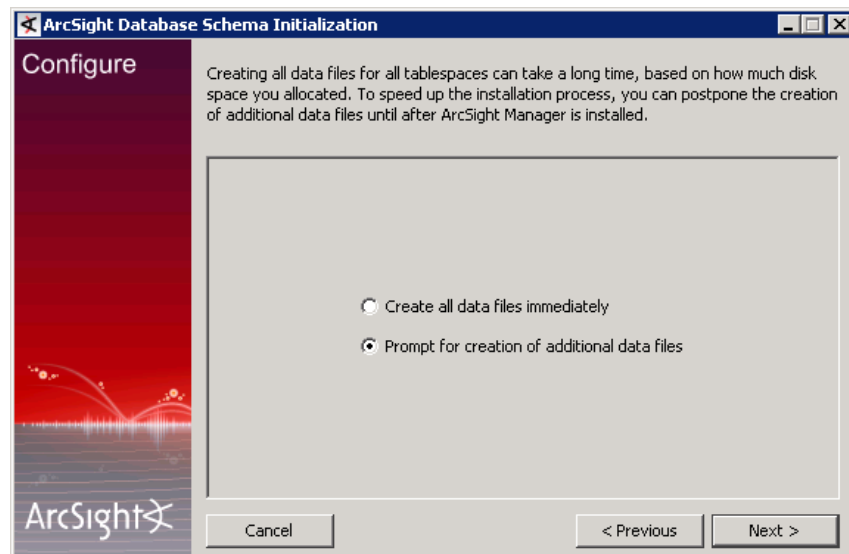 ArcSight Database Schema Initialization
Configure
Creating all data files for all tablespaces can take a long time, based on how much disk
space you allocated. To speed up the installation process, you can postpone the creation
of additional data files until after ArcSight Manager is installed.
Create all data files immediately
Prompt for creation of additional data files
ArcSight
Cancel
< Previous
Next >